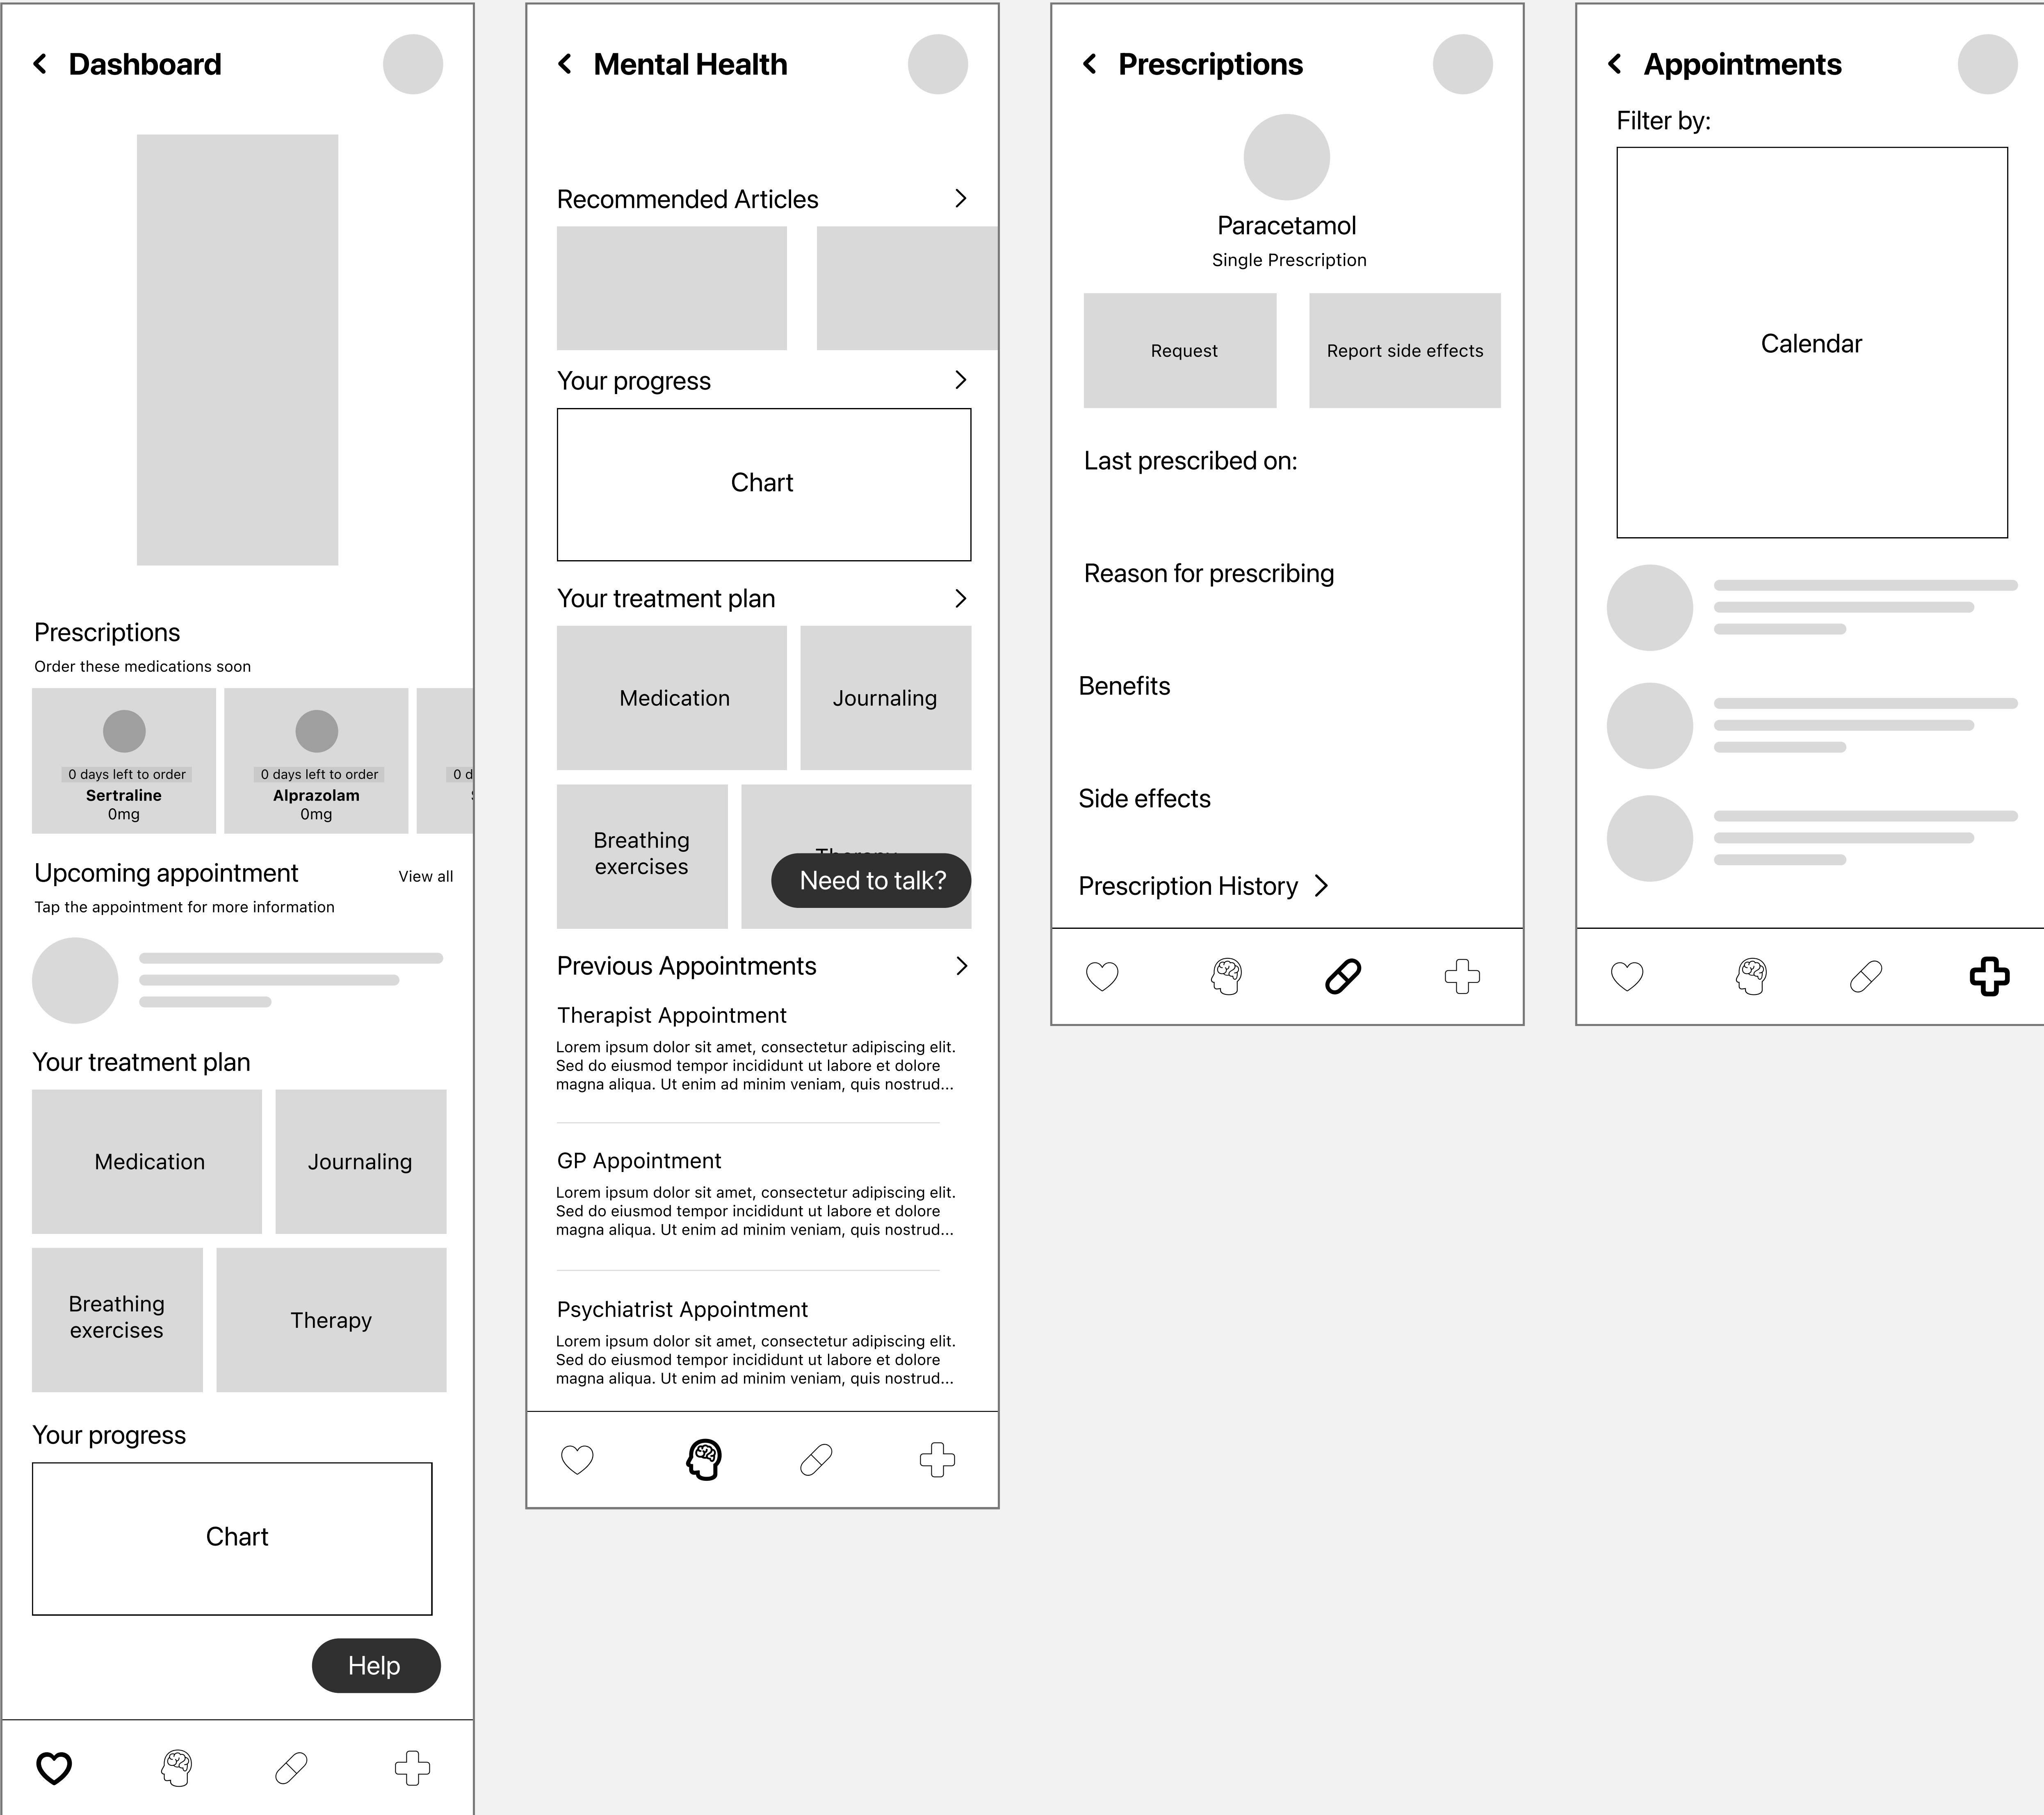 Dashboard
Prescriptions
Order these medications soon
0 days left to order
Sertraline
0mg
0 days left to order
Alprazolam
0mg
0 d
Upcoming appointment
View all
Tap the appointment for more information
Your treatment plan
Medication
Journaling
Breathing
exercises
Therapy
Your progress
Chart
Help
Mental Health
Recommended Articles
Your progress
Chart
Your treatment plan
Medication
Journaling
Breathing
exercises
Therapy
Need to talk?
Previous Appointments
Therapist Appointment
Lorem ipsum dolor sit amet, consectetur adipiscing elit.
Sed do eiusmod tempor incididunt ut labore et dolore
magna aliqua. Ut enim ad minim veniam, quis nostrud...
GP Appointment
Lorem ipsum dolor sit amet, consectetur adipiscing elit.
Sed do eiusmod tempor incididunt ut labore et dolore
magna aliqua. Ut enim ad minim veniam, quis nostrud...
Psychiatrist Appointment
Lorem ipsum dolor sit amet, consectetur adipiscing elit.
Sed do eiusmod tempor incididunt ut labore et dolore
magna aliqua. Ut enim ad minim veniam, quis nostrud...
Prescriptions
Paracetamol
Single Prescription
Request
Report side effects
Last prescribed on:
Reason for prescribing
Benefits
Side effects
Prescription History
Appointments
Filter by:
Calendar